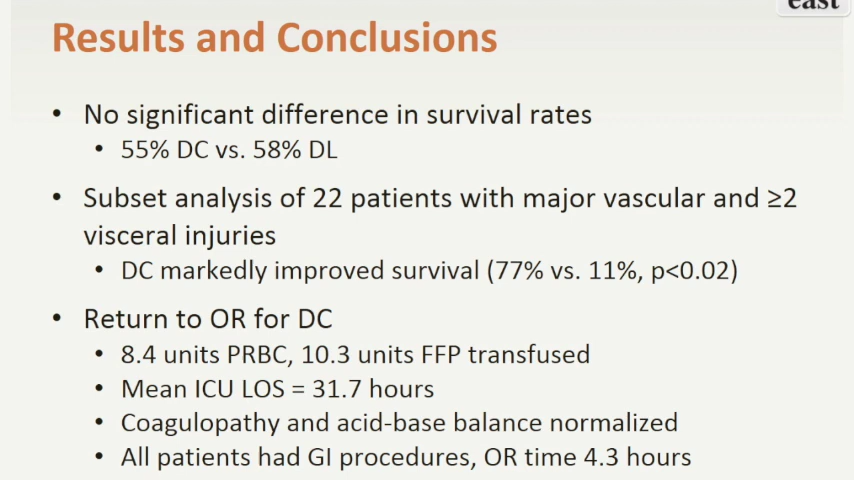 east
Results and Conclusions
• No significant difference in survival rates
• 55% DC vs. 58% DL
• Subset analysis of 22 patients with major vascular and ≥2
visceral injuries
• DC markedly improved survival (77% vs. 11%, p<0.02)
• Return to OR for DC
• 8.4 units PRBC, 10.3 units FFP transfused
• Mean ICU LOS = 31.7 hours
• Coagulopathy and acid-base balance normalized
• All patients had GI procedures, OR time 4.3 hours